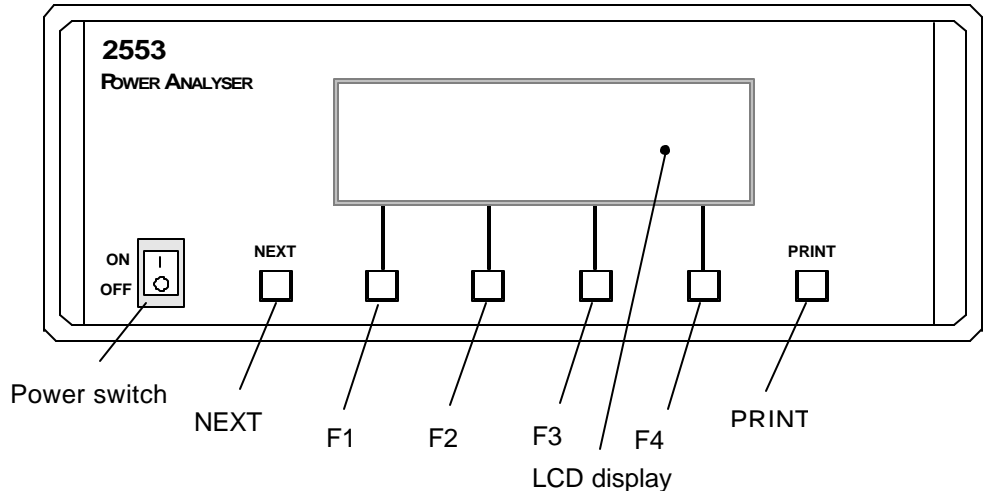 2553
POWER ANALYSER
ON
OFF
NEXT
PRINT
Power switch
NEXT
F1
F2
F3
F4
PRINT
LCD display